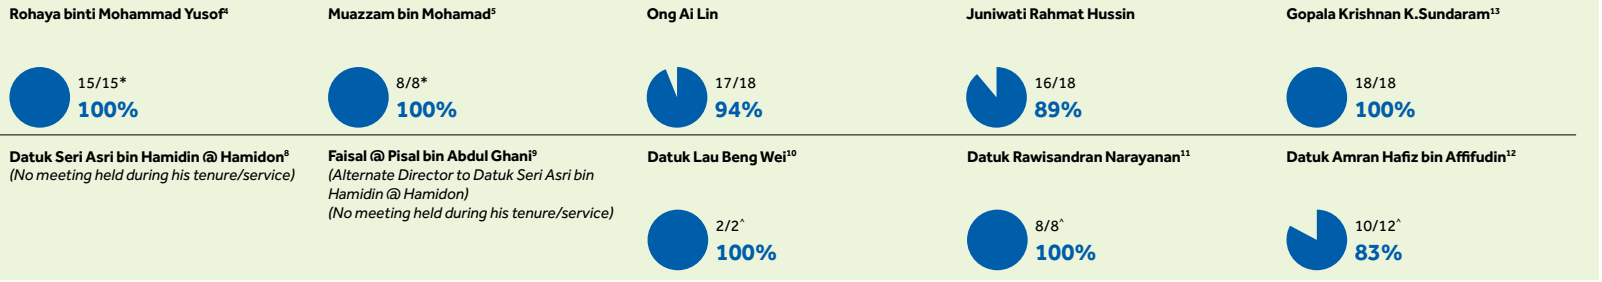 Rohaya binti Mohammad Yusof⁴
15/15*
100%
Muazzam bin Mohamad⁵
8/8*
100%
Ong Ai Lin
17/18
94%
Juniwati Rahmat Hussin
16/18
89%
Gopala Krishnan K.Sundaram¹³
18/18
100%
Datuk Seri Asri bin Hamidin @ Hamidon⁸
(No meeting held during his tenure/service)
Faisal @ Pisal bin Abdul Ghani⁹
(Alternate Director to Datuk Seri Asri bin
Hamidin @ Hamidon)
(No meeting held during his tenure/service)
Datuk Lau Beng Wei¹⁰
2/2^
100%
Datuk Rawisandran Narayanan¹¹
8/8^
100%
Datuk Amran Hafiz bin Affifudin¹²
10/12^
83%